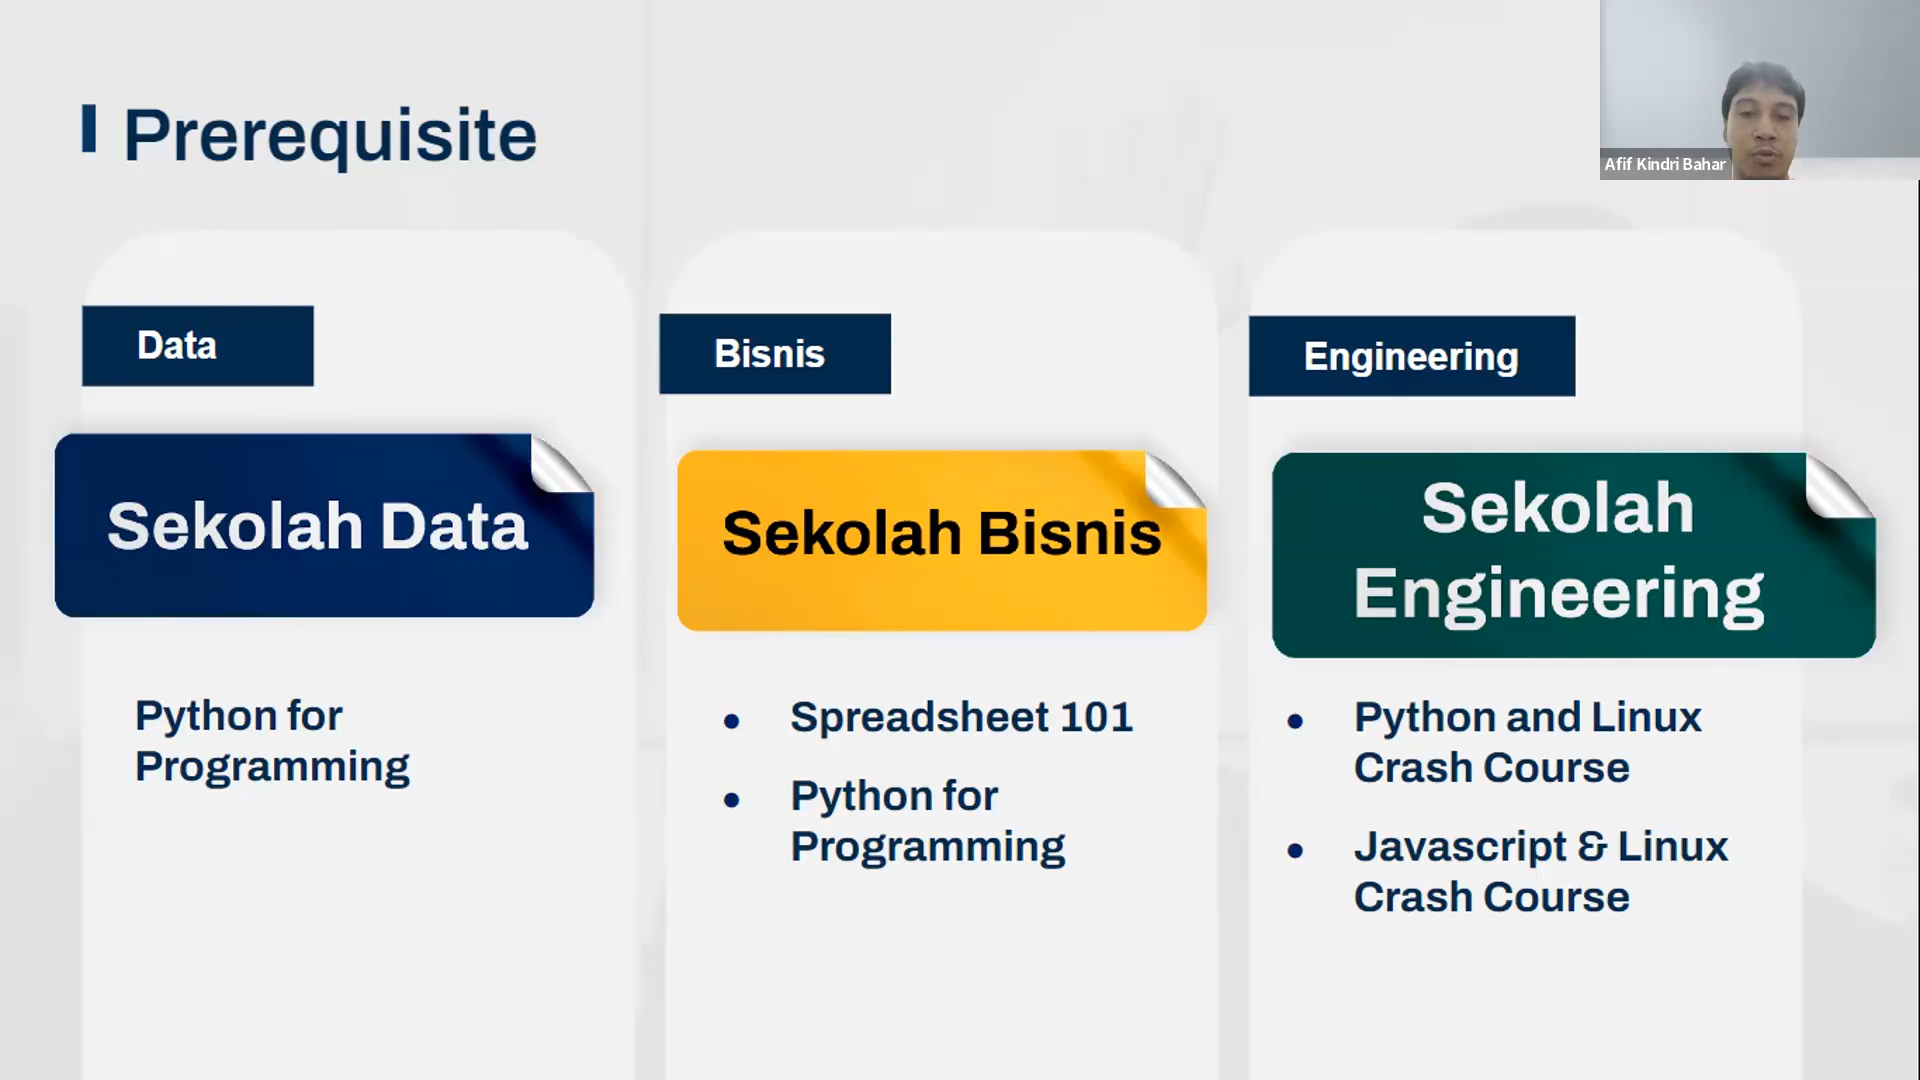 Prerequisite
Afif Kindri Bahar
Data
Sekolah Data
Python for
Programming
Bisnis
Sekolah Bisnis
• Spreadsheet 101
• Python for
Programming
Engineering
Sekolah
Engineering
• Python and Linux
Crash Course
• Javascript & Linux
Crash Course